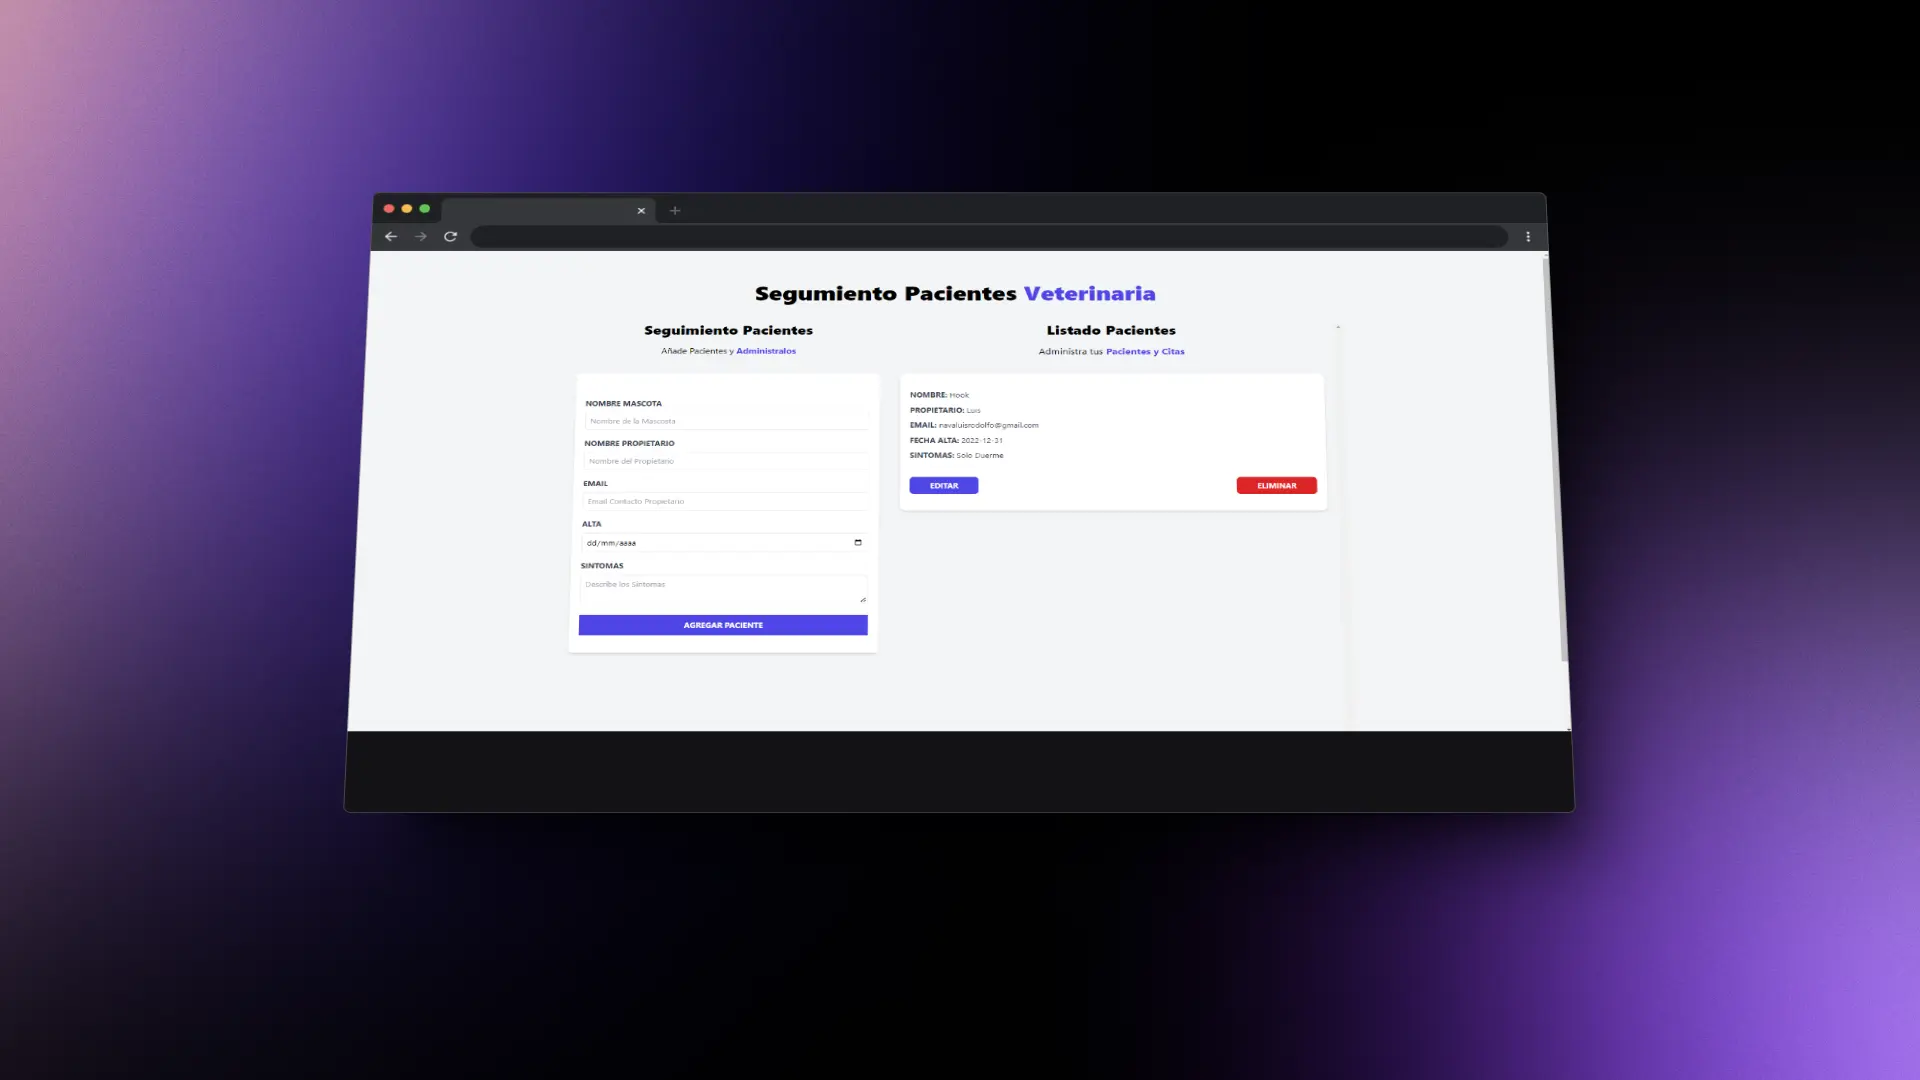 Segumiento Pacientes Veterinaria
Seguimiento Pacientes
Añade Pacientes y Administralos
NOMBRE MASCOTA
Nombre de la Mascosta
NOMBRE PROPIETARIO
Nombre del Propietario
EMAIL
Email Contacto Propietario
ALTA
dd/mm/aaaa
SINTOMAS
Describe los Síntomas
AGREGAR PACIENTE
Listado Pacientes
Administra tus Pacientes y Citas
NOMBRE: Hook
PROPIETARIO: Luis
EMAIL: navaluisrodolfo@gmail.com
FECHA ALTA: 2022-12-31
SINTOMAS: Solo Duerme
EDITAR
ELIMINAR